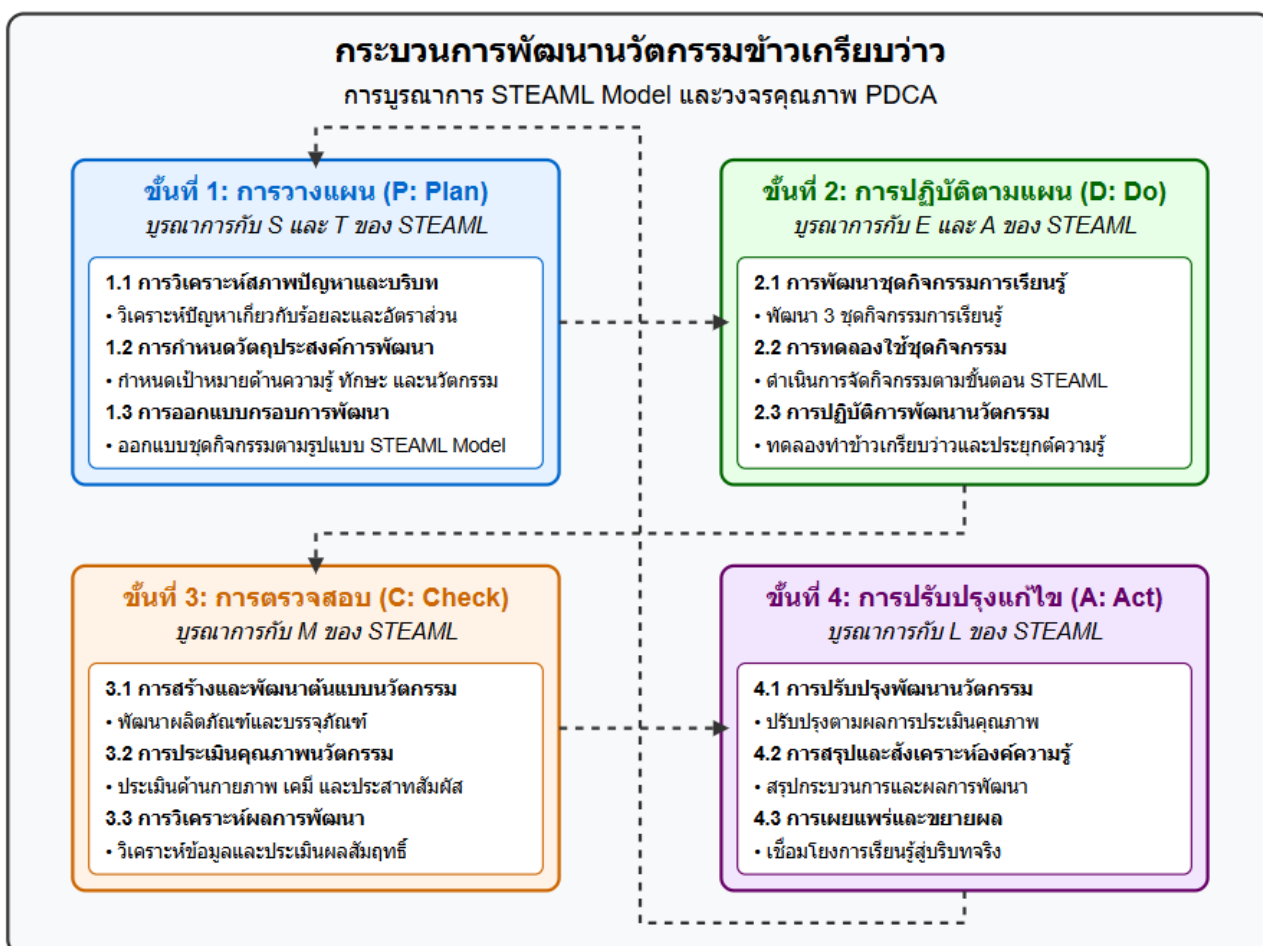 กระบวนการพัฒนานวัตกรรมข้าวเกรียบว่าว
การบูรณาการ STEAML Model และวงจรคุณภาพ PDCA
ขั้นที่ 1: การวางแผน (P: Plan)
บูรณาการกับ S และ T ของ STEAML
1.1 การวิเคราะห์สภาพปัญหาและบริบท
• วิเคราะห์ปัญหาเกี่ยวกับร้อยละและอัตราส่วน
1.2 การกำหนดวัตถุประสงค์การพัฒนา
• กำหนดเป้าหมายด้านความรู้ ทักษะ และนวัตกรรม
1.3 การออกแบบกรอบการพัฒนา
• ออกแบบชุดกิจกรรมตามรูปแบบ STEAML Model
ขั้นที่ 2: การปฏิบัติตามแผน (D: Do)
บูรณาการกับ E และ A ของ STEAML
2.1 การพัฒนาชุดกิจกรรมการเรียนรู้
• พัฒนา 3 ชุดกิจกรรมการเรียนรู้
2.2 การทดลองใช้ชุดกิจกรรม
• ดำเนินการจัดกิจกรรมตามขั้นตอน STEAML
2.3 การปฏิบัติการพัฒนานวัตกรรม
• ทดลองทำข้าวเกรียบว่าวและประยุกต์ความรู้
ขั้นที่ 3: การตรวจสอบ (C: Check)
บูรณาการกับ M ของ STEAML
3.1 การสร้างและพัฒนาต้นแบบนวัตกรรม
• พัฒนาผลิตภัณฑ์และบรรจุภัณฑ์
3.2 การประเมินคุณภาพนวัตกรรม
• ประเมินด้านกายภาพ เคมี และประสาทสัมผัส
3.3 การวิเคราะห์ผลการพัฒนา
• วิเคราะห์ข้อมูลและประเมินผลสัมฤทธิ์
ขั้นที่ 4: การปรับปรุงแก้ไข (A: Act)
บูรณาการกับ L ของ STEAML
4.1 การปรับปรุงพัฒนานวัตกรรม
• ปรับปรุงตามผลการประเมินคุณภาพ
4.2 การสรุปและสังเคราะห์องค์ความรู้
• สรุปกระบวนการและผลการพัฒนา
4.3 การเผยแพร่และขยายผล
• เชื่อมโยงการเรียนรู้สู่บริบทจริง